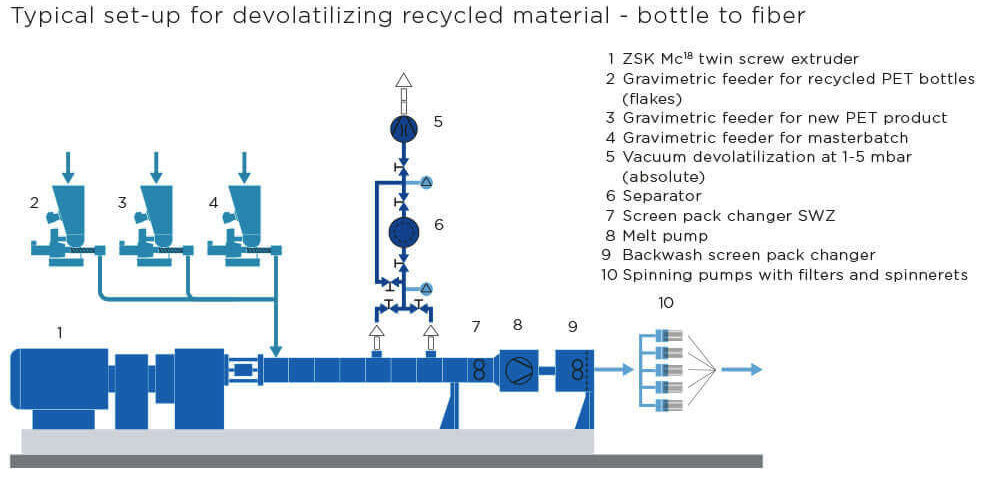 Typical set-up for devolatilizing recycled material - bottle to fiber
1 ZSK Mc¹⁸ twin screw extruder
2 Gravimetric feeder for recycled PET bottles
(flakes)
3 Gravimetric feeder for new PET product
4 Gravimetric feeder for masterbatch
5 Vacuum devolatilization at 1-5 mbar
(absolute)
6 Separator
7 Screen pack changer SWZ
8 Melt pump
9 Backwash screen pack changer
10 Spinning pumps with filters and spinnerets
5
2
3
4
6
10
1
7
8
9